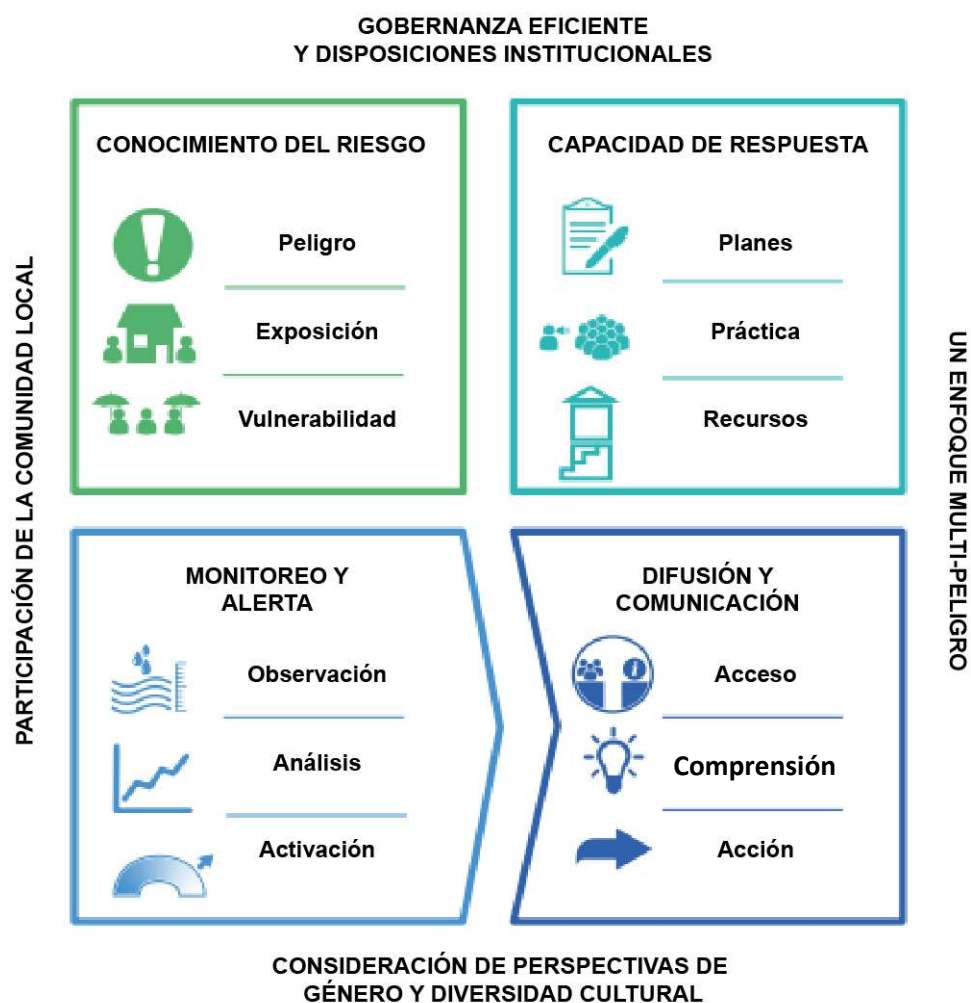 GOBERNANZA EFICIENTE
Y DISPOSICIONES INSTITUCIONALES
CONOCIMIENTO DEL RIESGO
Peligro
Exposición
Vulnerabilidad
CAPACIDAD DE RESPUESTA
Planes
Práctica
Recursos
PARTICIPACIÓN DE LA COMUNIDAD LOCAL
UN ENFOQUE MULTI-PELIGRO
MONITOREO Y
ALERTA
Observación
Análisis
Activación
DIFUSIÓN Y
COMUNICACIÓN
Acceso
Comprensión
Acción
CONSIDERACIÓN DE PERSPECTIVAS DE
GÉNERO Y DIVERSIDAD CULTURAL